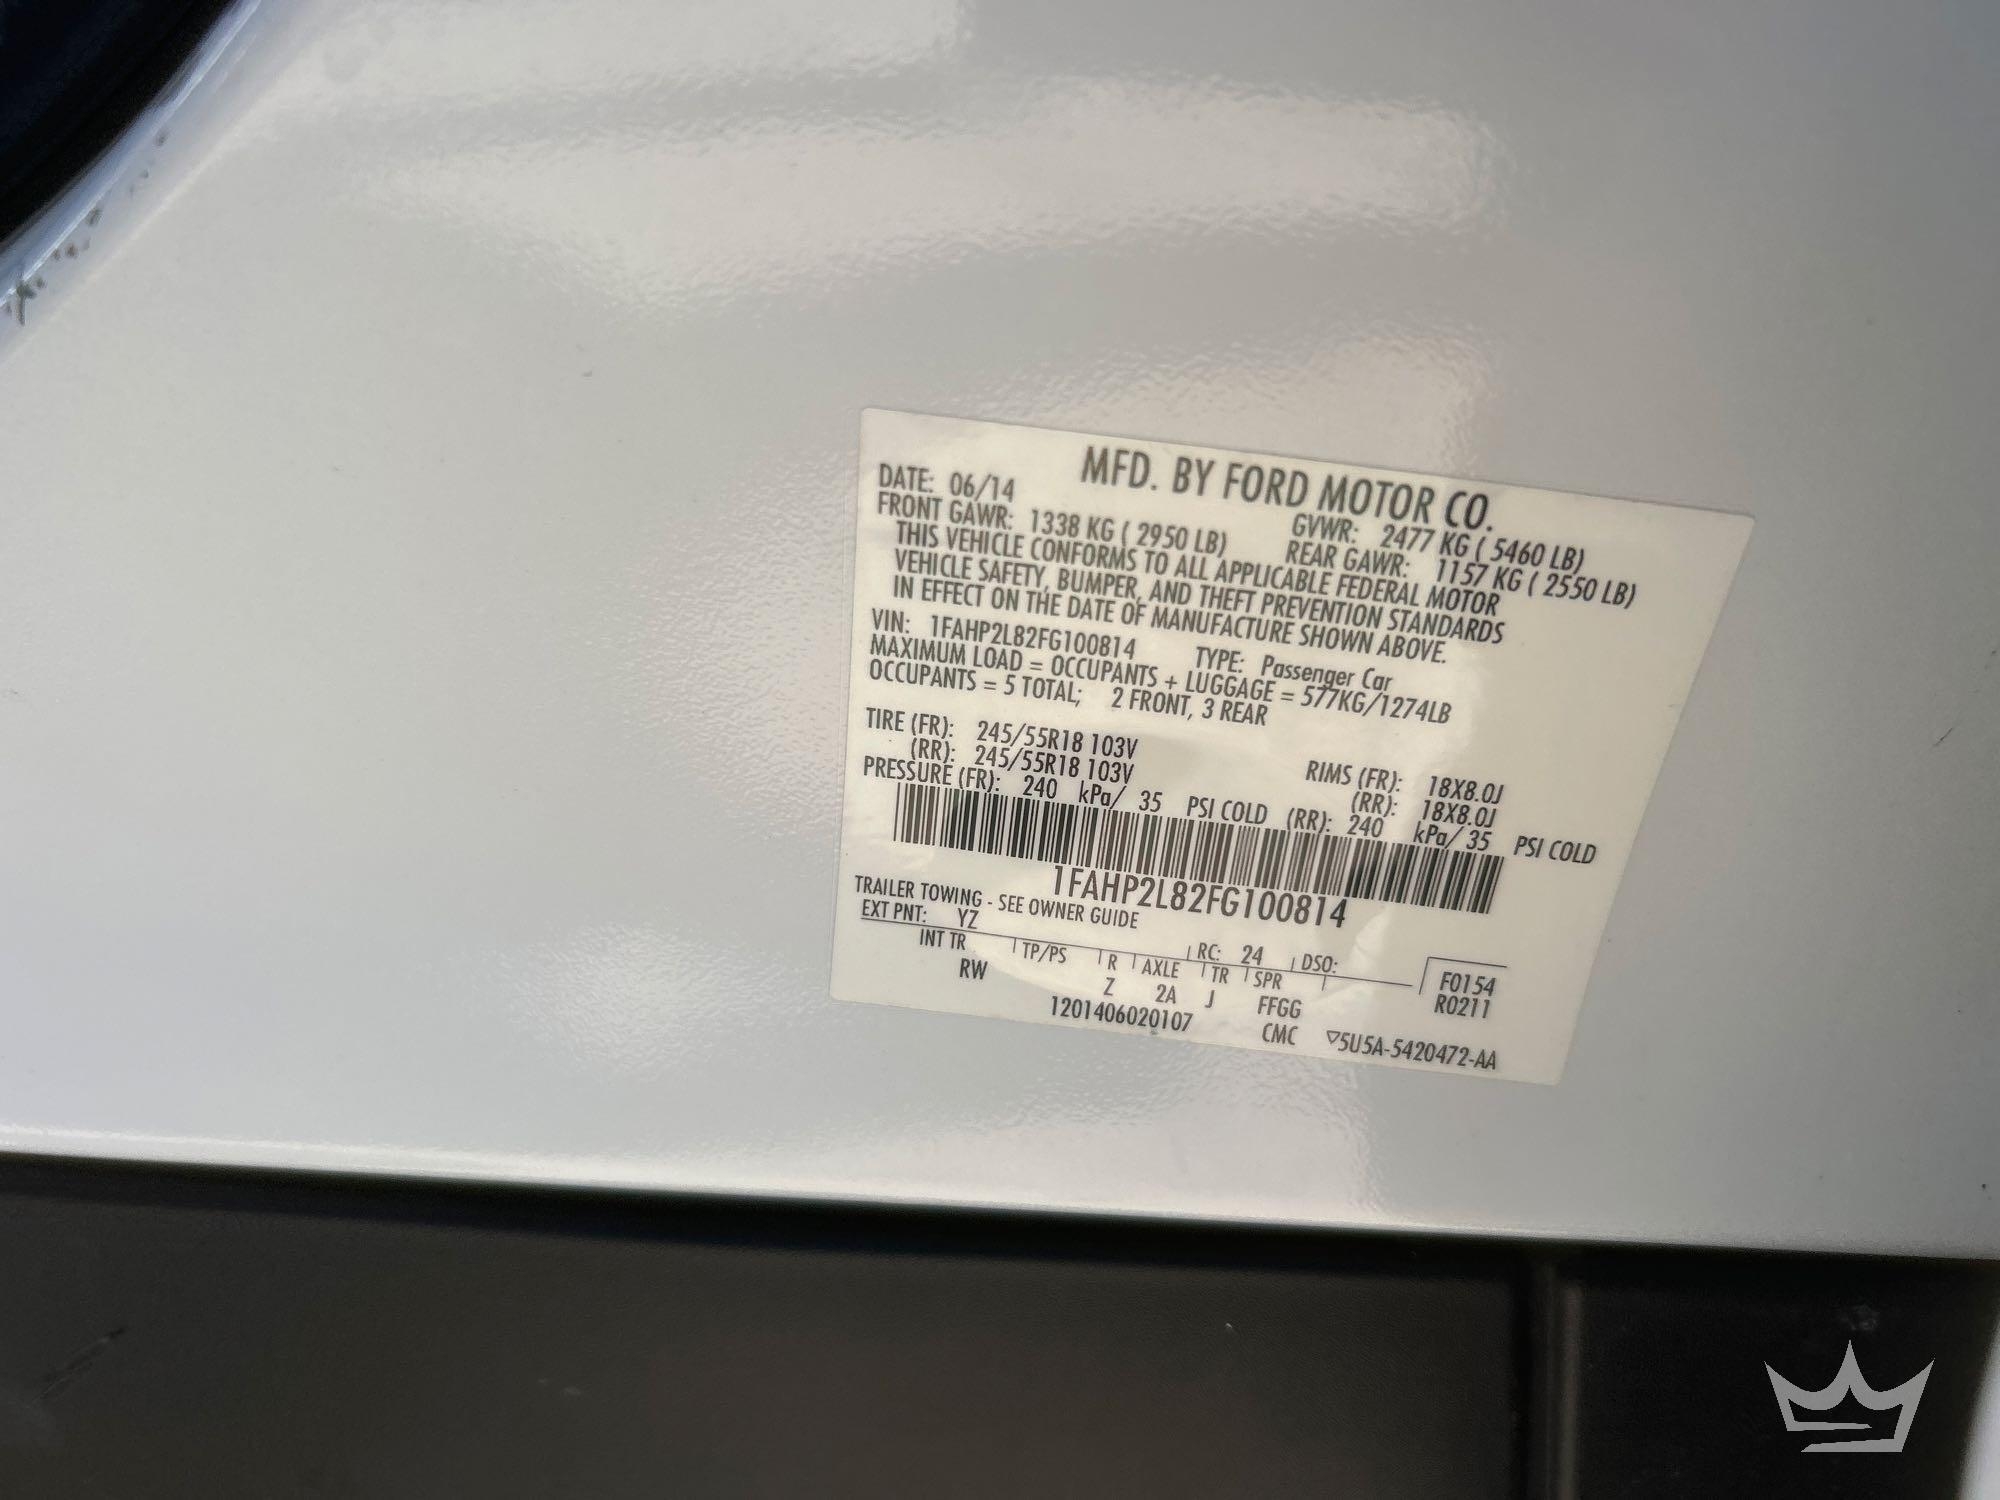 MFD. BY FORD MOTOR CO.
DATE: 06/14
GVWR: 2477 KG ( 5460 LB)
FRONT GAWR: 1338 KG ( 2950 LB)
REAR GAWR: 1157 KG ( 2550 LB)
THIS VEHICLE CONFORMS TO ALL APPLICABLE FEDERAL MOTOR
VEHICLE SAFETY, BUMPER, AND THEFT PREVENTION STANDARDS
IN EFFECT ON THE DATE OF MANUFACTURE SHOWN ABOVE.
VIN: 1FAHP2L82FG100814
TYPE: Passenger Car
MAXIMUM LOAD = OCCUPANTS + LUGGAGE = 577KG/1274LB
OCCUPANTS = 5 TOTAL; 2 FRONT, 3 REAR
TIRE (FR): 245/55R18 103V
RIMS (FR): 18X8.0J
(RR): 245/55R18 103V
(RR): 18X8.0J
PRESSURE (FR): 240 kPa/ 35 PSI COLD (RR): 240 kPa/ 35 PSI COLD
1FAHP2L82FG100814
TRAILER TOWING - SEE OWNER GUIDE
EXT PNT: YZ RC: 24 DSO:
F0154
INT TR TP/PS R AXLE TR SPR
R0211
RW Z 2A J FFGG
1201406020107 CMC ▽5U5A-5420472-AA